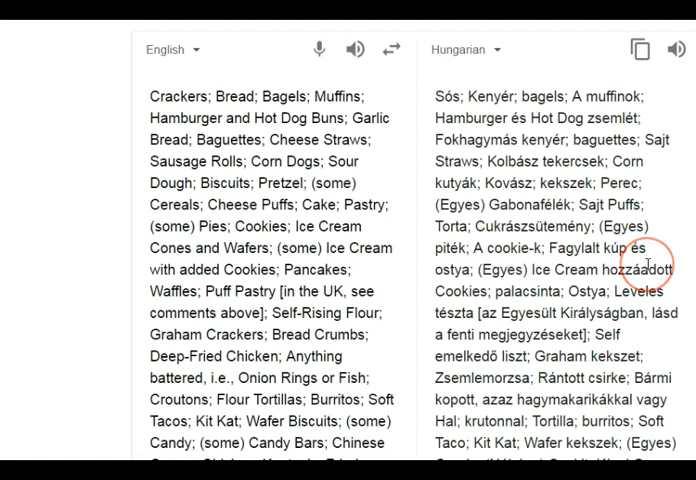 English
Hungarian
Crackers; Bread; Bagels; Muffins;
Hamburger and Hot Dog Buns; Garlic
Bread; Baguettes; Cheese Straws;
Sausage Rolls; Corn Dogs; Sour
Dough; Biscuits; Pretzel; (some)
Cereals; Cheese Puffs; Cake; Pastry;
(some) Pies; Cookies; Ice Cream
Cones and Wafers; (some) Ice Cream
with added Cookies; Pancakes;
Waffles; Puff Pastry [in the UK, see
comments above]; Self-Rising Flour;
Graham Crackers; Bread Crumbs;
Deep-Fried Chicken; Anything
battered, i.e., Onion Rings or Fish;
Croutons; Flour Tortillas; Burritos; Soft
Tacos; Kit Kat; Wafer Biscuits; (some)
Candy; (some) Candy Bars; Chinese
Sós; Kenyér; bagels; A muffinok;
Hamburger és Hot Dog zsemlét;
Fokhagymás kenyér; baguettes; Sajt
Straws; Kolbász tekercsek; Corn
kutyák; Kovász; kekszek; Perec;
(Egyes) Gabonafélék; Sajt Puffs;
Torta; Cukrászsütemény; (Egyes)
piték; A cookie-k; Fagylalt kúp és
ostya; (Egyes) Ice Cream hozzáadott
Cookies; palacsinta; Ostya; Leveles
tészta [az Egyesült Királyságban, lásd
a fenti megjegyzéseket]; Self
emelkedő liszt; Graham kekszet;
Zsemlemorzsa; Rántott csirke; Bármi
kopott, azaz hagymakarikákkal vagy
Hal; krutonnal; Tortilla; burritos; Soft
Taco; Kit Kat; Wafer kekszek; (Egyes)